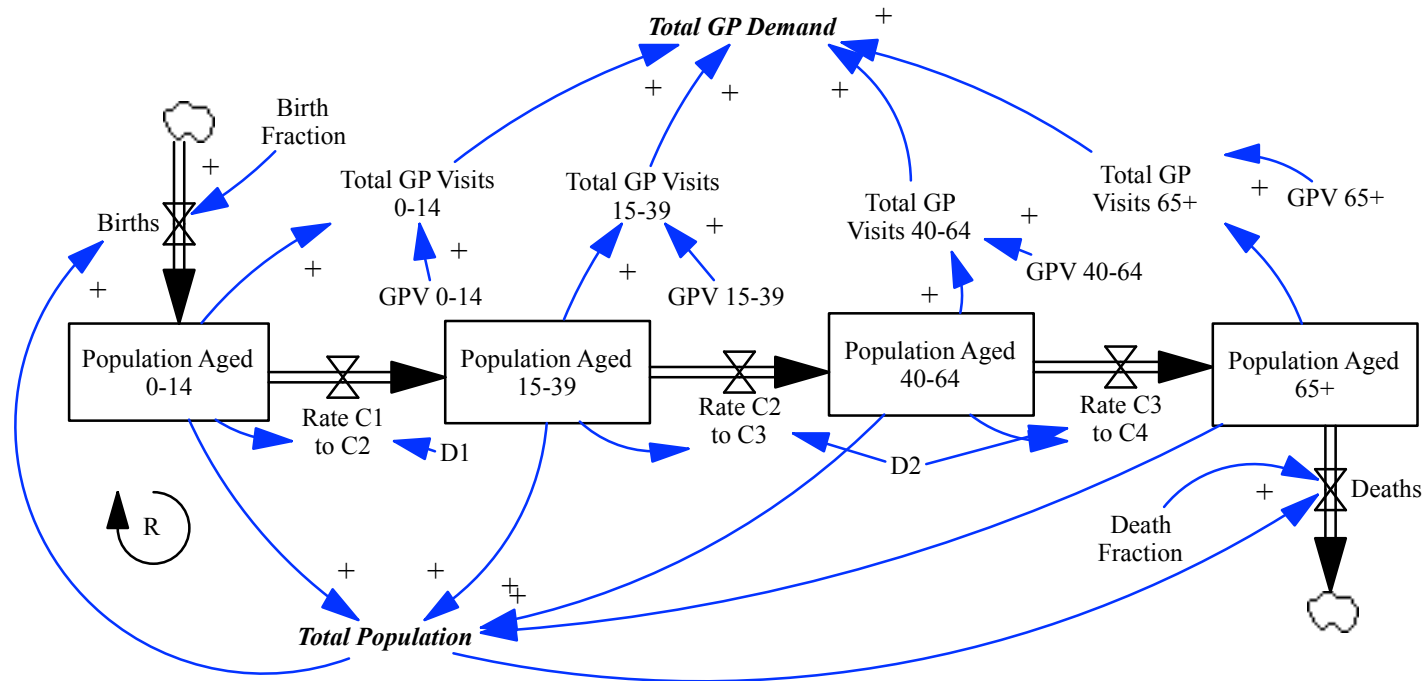 Total GP Demand
+
+
+
+
Birth
Fraction
+
Total GP Visits
0-14
Total GP Visits
15-39
Total GP
Visits 40-64
Total GP
Visits 65+
+
GPV 65+
Births
+
+
+
+
+
GPV 0-14
GPV 15-39
GPV 40-64
+
+
Population Aged
0-14
Population Aged
15-39
Population Aged
40-64
Population Aged
65+
Rate C1
to C2
Rate C2
to C3
Rate C3
to C4
D1
D2
R
+
Deaths
Death
Fraction
+
+
+
+
Total Population